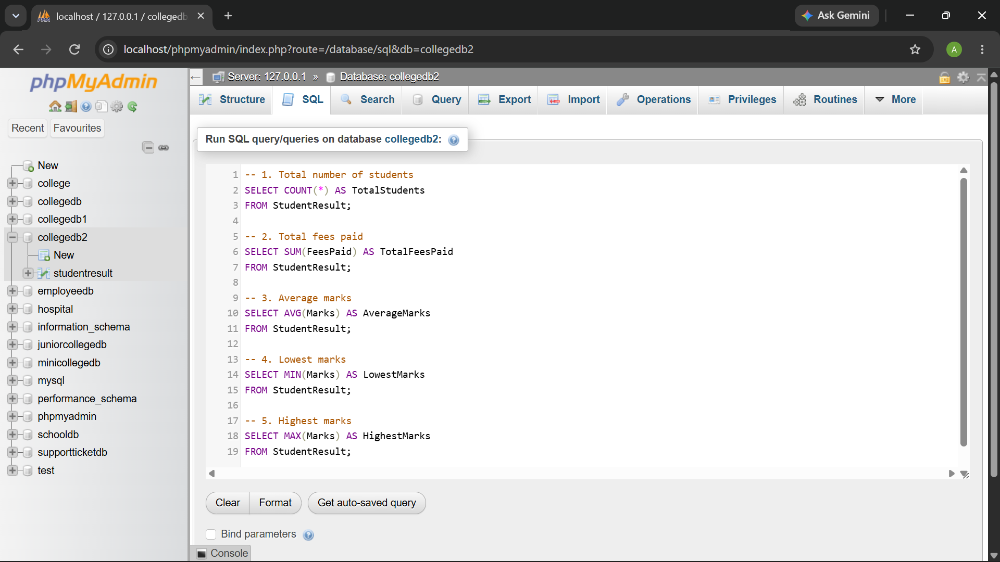 localhost / 127.0.0.1 / collegedb
Ask Gemini
localhost/phpmyadmin/index.php?route=/database/sql&db=collegedb2
A
phpMyAdmin
Recent
Favourites
New
college
collegedb
collegedb1
collegedb2
New
studentresult
employeedb
hospital
information_schema
juniorcollegedb
minicollegedb
mysql
performance_schema
phpmyadmin
schooldb
supportticketdb
test
Server: 127.0.0.1 » Database: collegedb2
Structure
SQL
Search
Query
Export
Import
Operations
Privileges
Routines
More
Run SQL query/queries on database collegedb2:
1 -- 1. Total number of students
2 SELECT COUNT(*) AS TotalStudents
3 FROM StudentResult;
4
5 -- 2. Total fees paid
6 SELECT SUM(FeesPaid) AS TotalFeesPaid
7 FROM StudentResult;
8
9 -- 3. Average marks
10 SELECT AVG(Marks) AS AverageMarks
11 FROM StudentResult;
12
13 -- 4. Lowest marks
14 SELECT MIN(Marks) AS LowestMarks
15 FROM StudentResult;
16
17 -- 5. Highest marks
18 SELECT MAX(Marks) AS HighestMarks
19 FROM StudentResult;
Clear
Format
Get auto-saved query
Bind parameters
Console